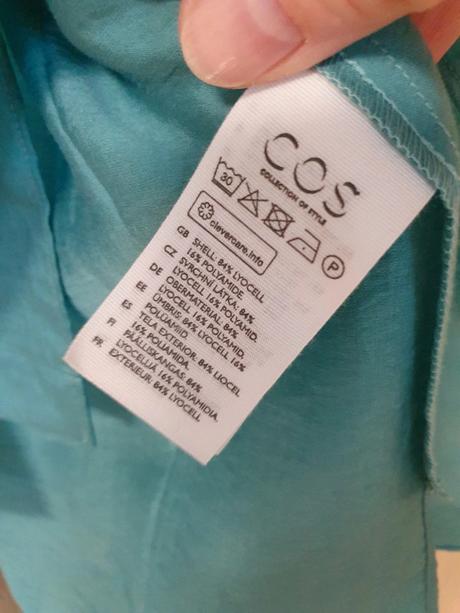 COS
COLLECTION OF STYLE
30
P
clevercare.info
GB SHELL: 84% LYOCELL
16% POLYAMIDE
CZ SVRCHNÍ LÁTKA: 84%
LYOCELL 16% POLYAMID.
DE OBERMATERIAL: 84%
LYOCELL 16% POLYAMID.
EE ÜMBRIS: 84% LYOCELL 16%
POLÜAMIID.
ES TELA EXTERIOR: 84% LIOCEL
16% POLIAMIDA.
FI PÄÄLLISKANGAS: 84%
LYOCELLIÄ 16% POLYAMIDIA.
FR EXTERIEUR: 84% LYOCELL